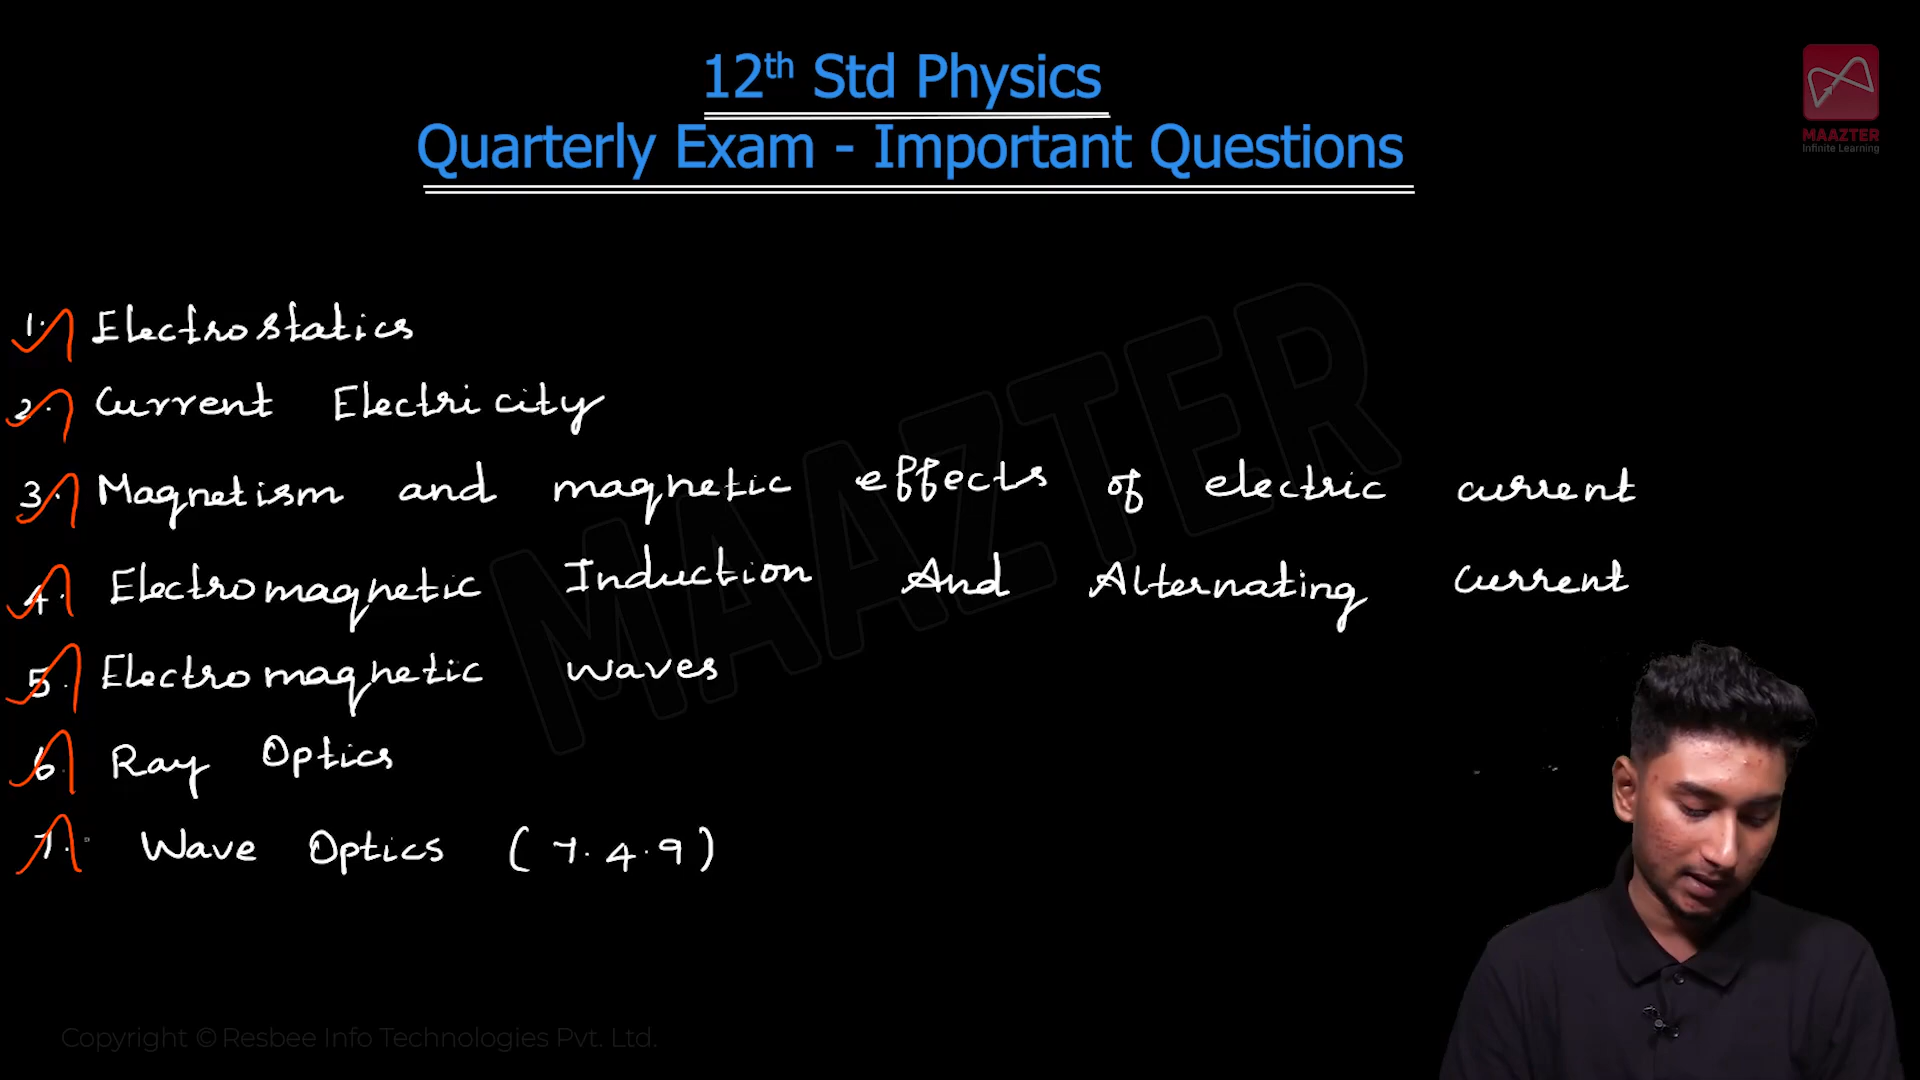 12th Std Physics
Quarterly Exam - Important Questions
MAAZTER
Infinite Learning
1. Electrostatics
2. Current Electricity
3. Magnetism and magnetic effects of electric current
4. Electromagnetic Induction And Alternating current
5. Electromagnetic waves
6. Ray Optics
7. Wave Optics (7.4.9)
MAAZTER
Copyright © Resbee Info Technologies Pvt. Ltd.